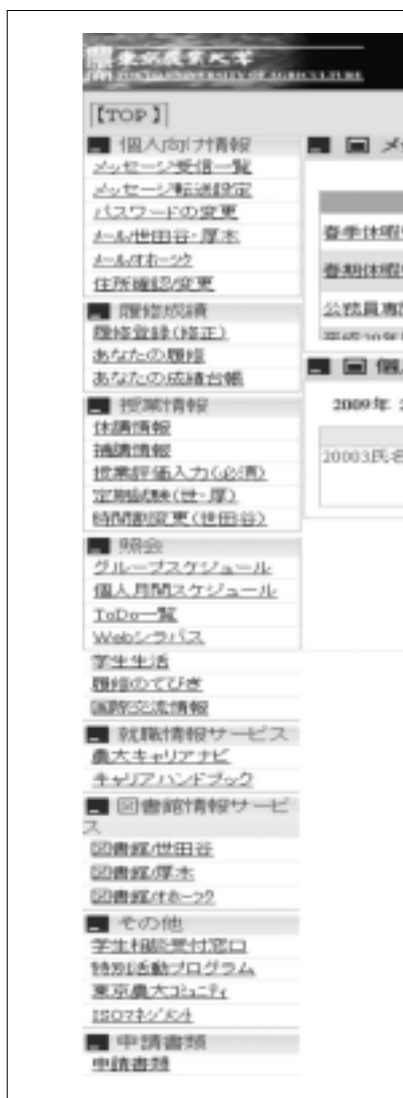 東京農業大学
TOKYO UNIVERSITY OF AGRICULTURE
【TOP】
個人向け情報
メッセージ受信一覧
メッセージ転送設定
パスワードの変更
メール/世田谷・厚木
メール/オホーツク
住所確認/変更
履修成績
履修登録(修正)
あなたの履修
あなたの成績台帳
授業情報
休講情報
補講情報
授業評価入力(必須)
定期試験(世・厚)
時間割変更(世田谷)
照会
グループスケジュール
個人月間スケジュール
ToDo一覧
Webシラバス
学生生活
履修のてびき
国際交流情報
就職情報サービス
農大キャリアナビ
キャリアハンドブック
図書館情報サービ
ス
図書館/世田谷
図書館/厚木
図書館/オホーツク
その他
学生相談受付窓口
特別活動プログラム
東京農大コミュニティ
ISOマネジメント
申請書類
申請書類
メッ
春季休暇
春期休暇
公務員専
平成20年
個人
2009年 2
20003氏名